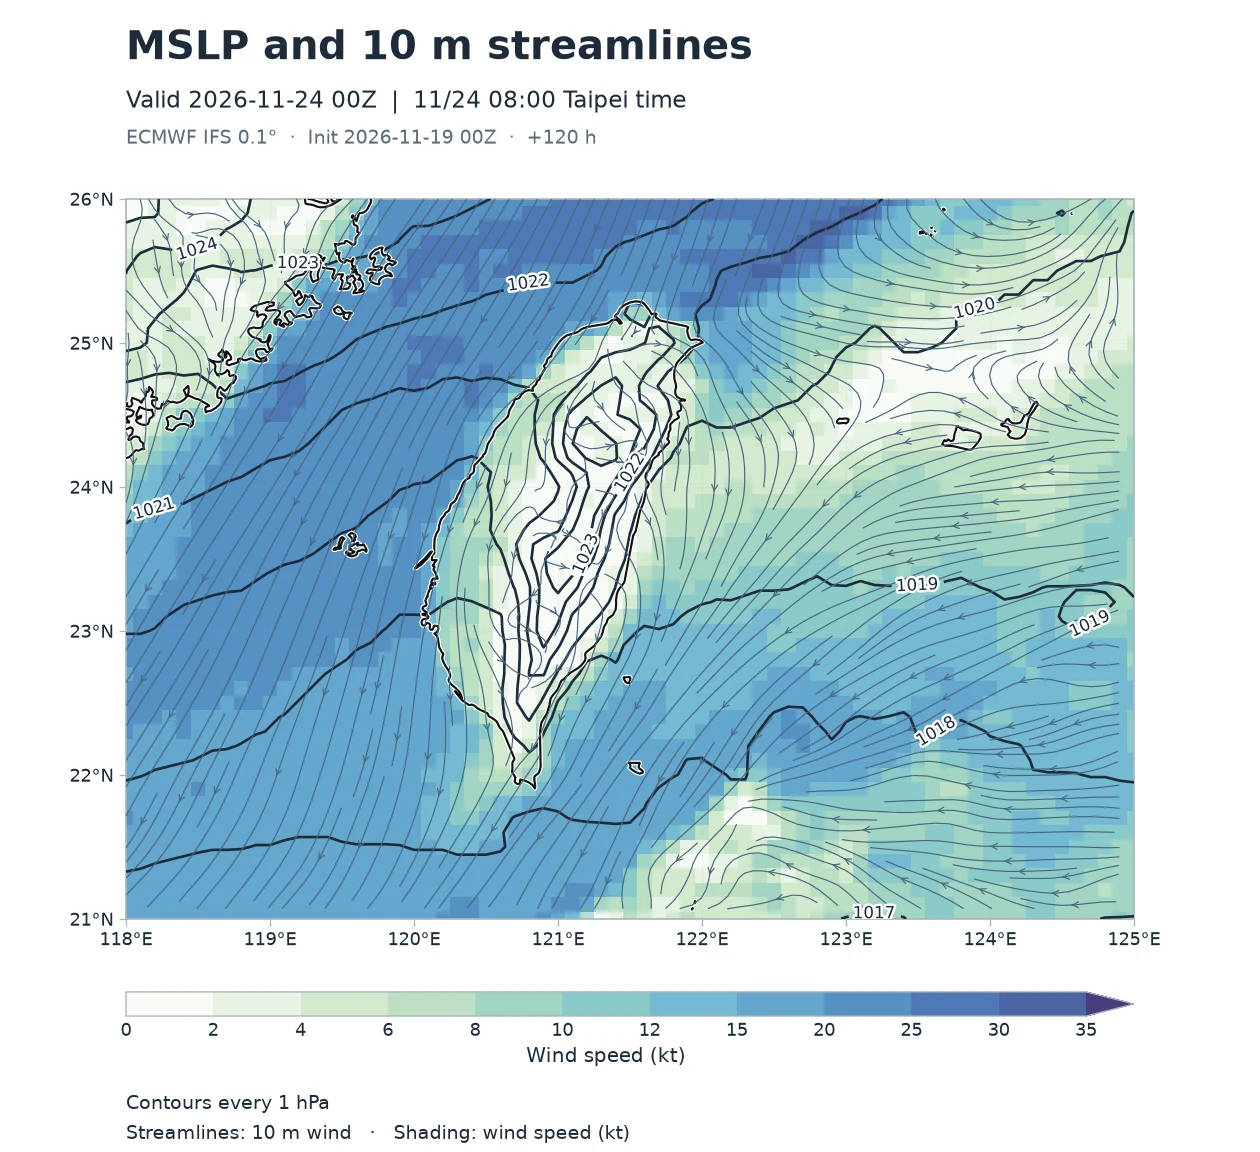 MSLP and 10 m streamlines
Valid 2026-11-24 00Z | 11/24 08:00 Taipei time
ECMWF IFS 0.1° · Init 2026-11-19 00Z · +120 h
26°N
1024
1023
1022
1020
25°N
24°N
1022
1021
1023
1019
1019
23°N
1018
22°N
1017
21°N
118°E 119°E 120°E 121°E 122°E 123°E 124°E 125°E
0 2 4 6 8 10 12 15 20 25 30 35
Wind speed (kt)
Contours every 1 hPa
Streamlines: 10 m wind · Shading: wind speed (kt)